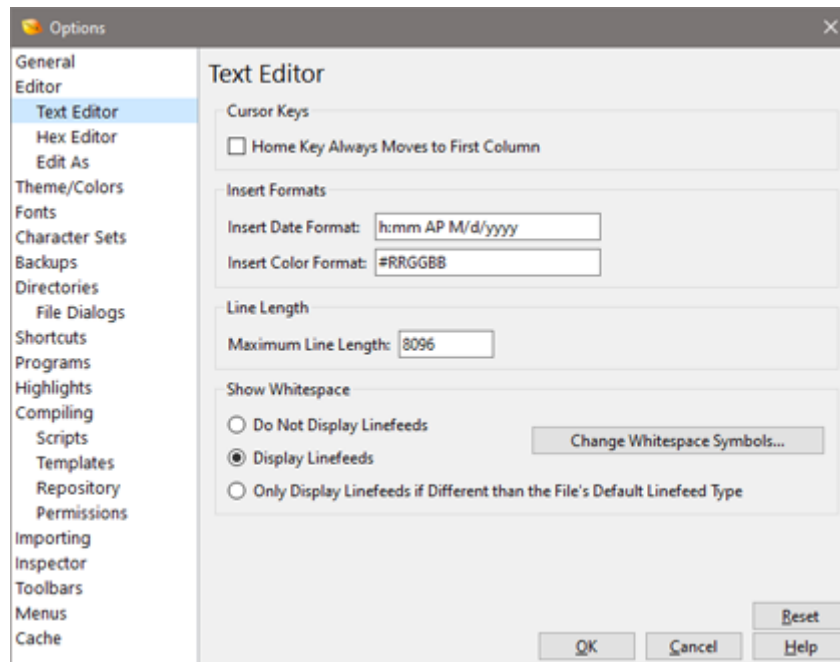 Options
General
Editor
Text Editor
Hex Editor
Edit As
Theme/Colors
Fonts
Character Sets
Backups
Directories
File Dialogs
Shortcuts
Programs
Highlights
Compiling
Scripts
Templates
Repository
Permissions
Importing
Inspector
Toolbars
Menus
Cache
Text Editor
Cursor Keys
Home Key Always Moves to First Column
Insert Formats
Insert Date Format: h:mm AP M/d/yyyy
Insert Color Format: #RRGGBB
Line Length
Maximum Line Length: 8096
Show Whitespace
Do Not Display Linefeeds
Change Whitespace Symbols...
Display Linefeeds
Only Display Linefeeds if Different than the File's Default Linefeed Type
Reset
OK Cancel Help